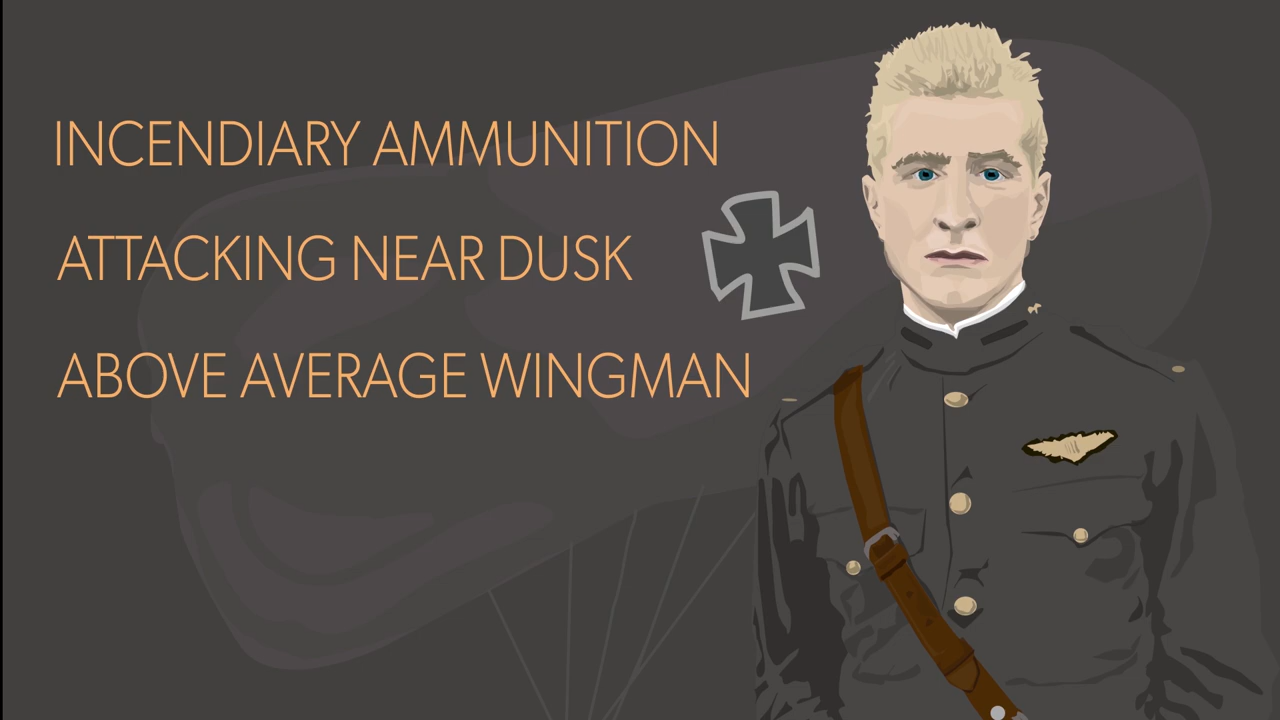 INCENDIARY AMMUNITION
ATTACKING NEAR DUSK
ABOVE AVERAGE WINGMAN